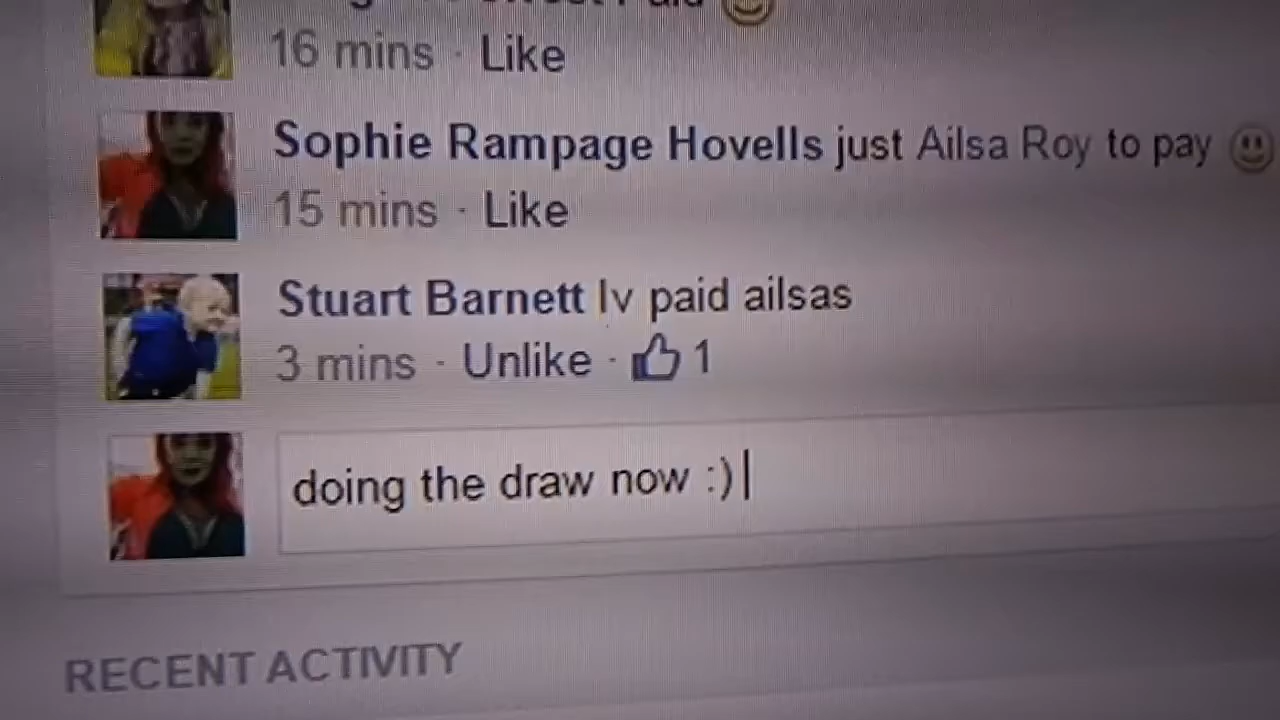 16 mins · Like
Sophie Rampage Hovells just Ailsa Roy to pay
15 mins · Like
Stuart Barnett Iv paid ailsas
3 mins · Unlike · 1
doing the draw now :)
RECENT ACTIVITY